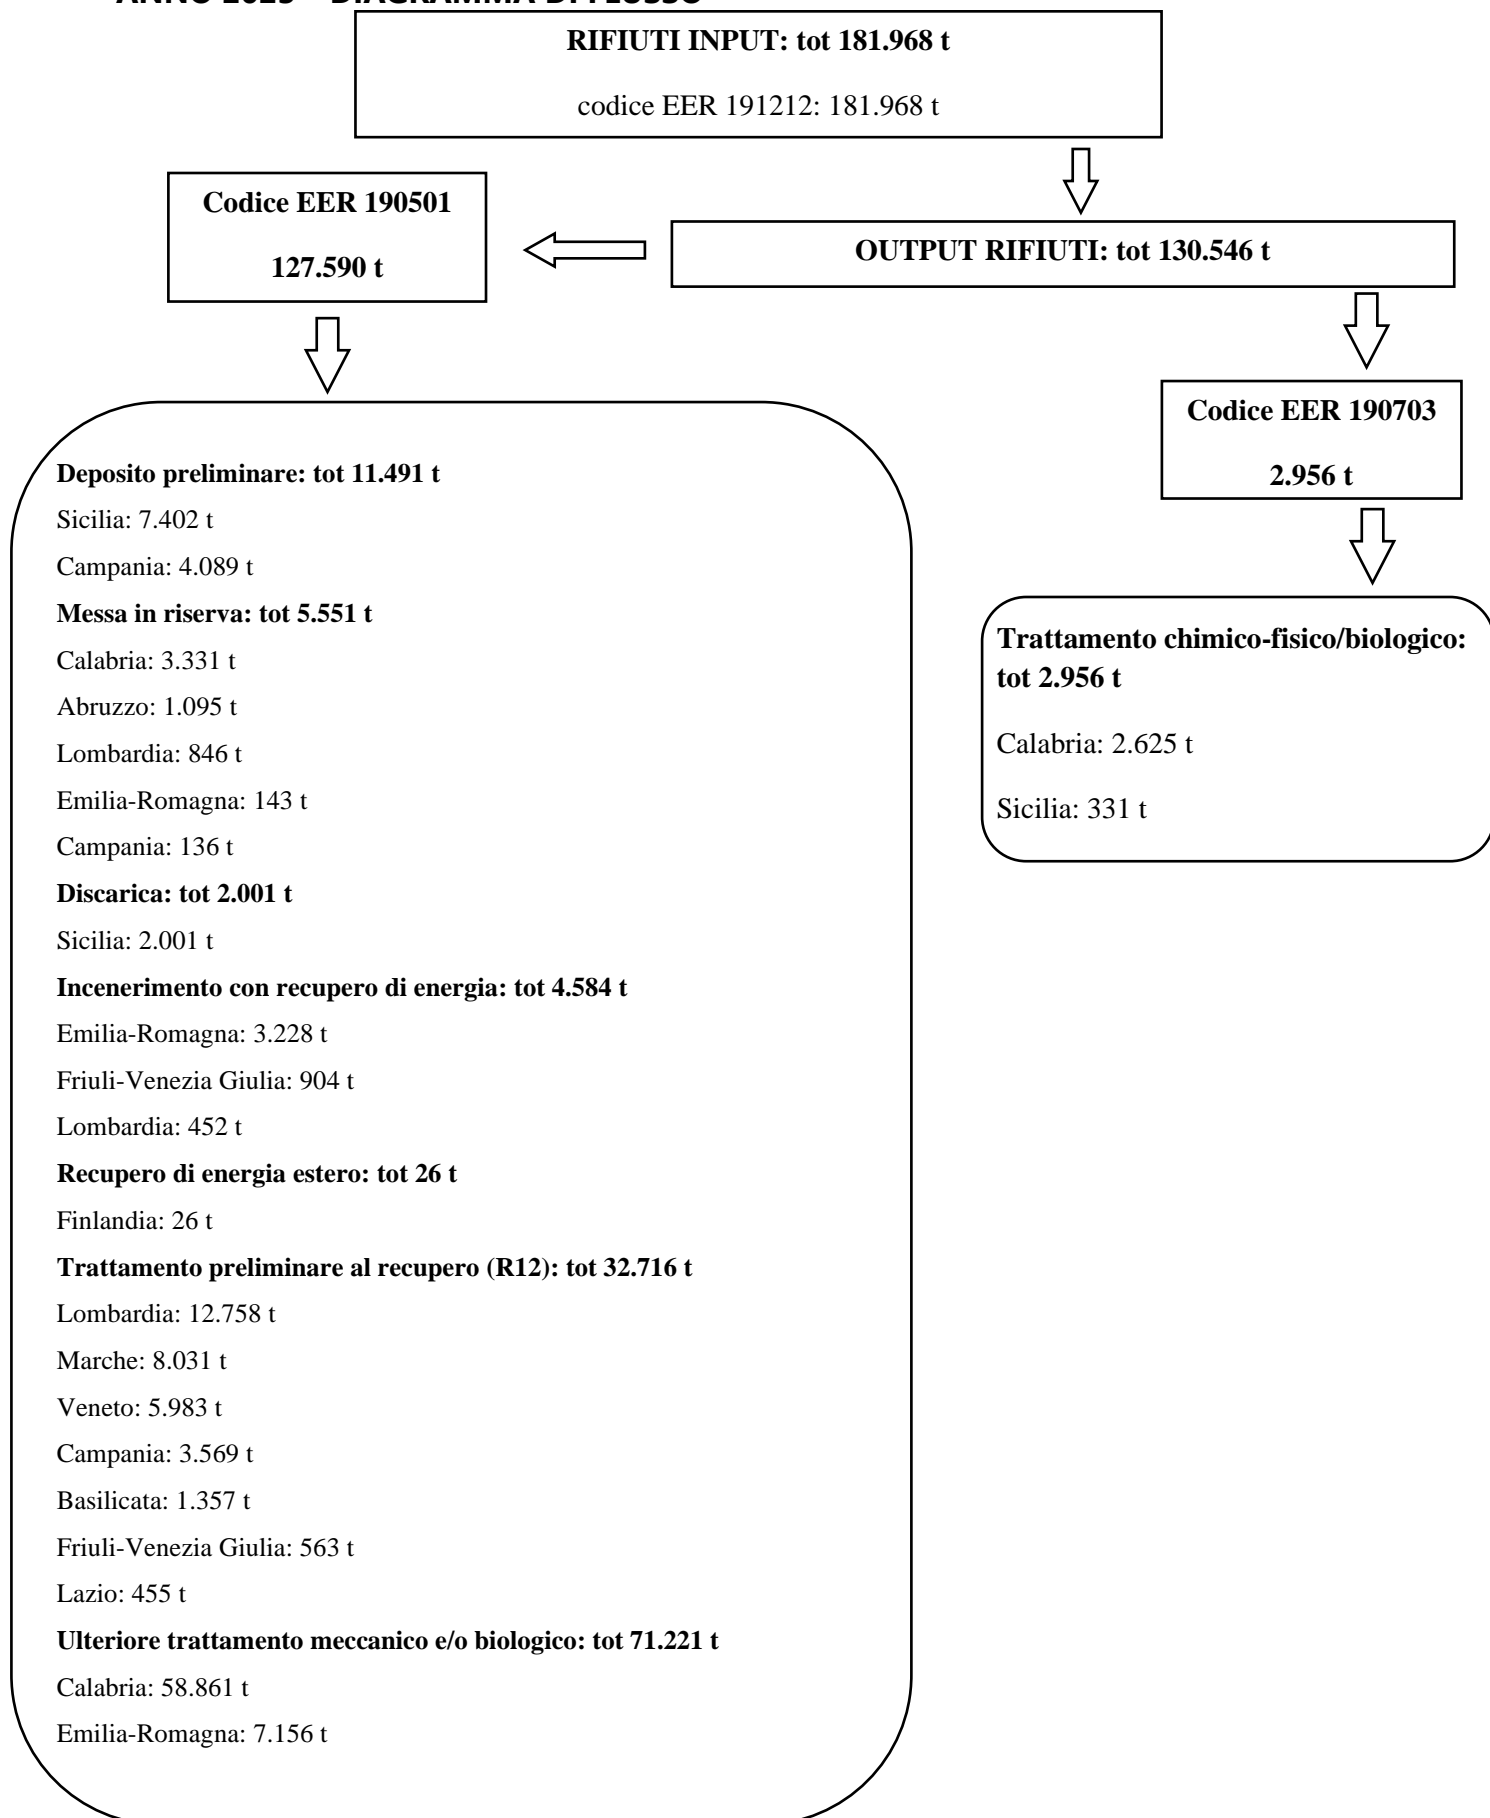 RIFIUTI INPUT: tot 181.968 t
codice EER 191212: 181.968 t
Codice EER 190501
127.590 t
OUTPUT RIFIUTI: tot 130.546 t
Codice EER 190703
2.956 t
Deposito preliminare: tot 11.491 t
Sicilia: 7.402 t
Campania: 4.089 t
Messa in riserva: tot 5.551 t
Calabria: 3.331 t
Abruzzo: 1.095 t
Lombardia: 846 t
Emilia-Romagna: 143 t
Campania: 136 t
Discarica: tot 2.001 t
Sicilia: 2.001 t
Incenerimento con recupero di energia: tot 4.584 t
Emilia-Romagna: 3.228 t
Friuli-Venezia Giulia: 904 t
Lombardia: 452 t
Recupero di energia estero: tot 26 t
Finlandia: 26 t
Trattamento preliminare al recupero (R12): tot 32.716 t
Lombardia: 12.758 t
Marche: 8.031 t
Veneto: 5.983 t
Campania: 3.569 t
Basilicata: 1.357 t
Friuli-Venezia Giulia: 563 t
Lazio: 455 t
Ulteriore trattamento meccanico e/o biologico: tot 71.221 t
Calabria: 58.861 t
Emilia-Romagna: 7.156 t
Trattamento chimico-fisico/biologico:
tot 2.956 t
Calabria: 2.625 t
Sicilia: 331 t